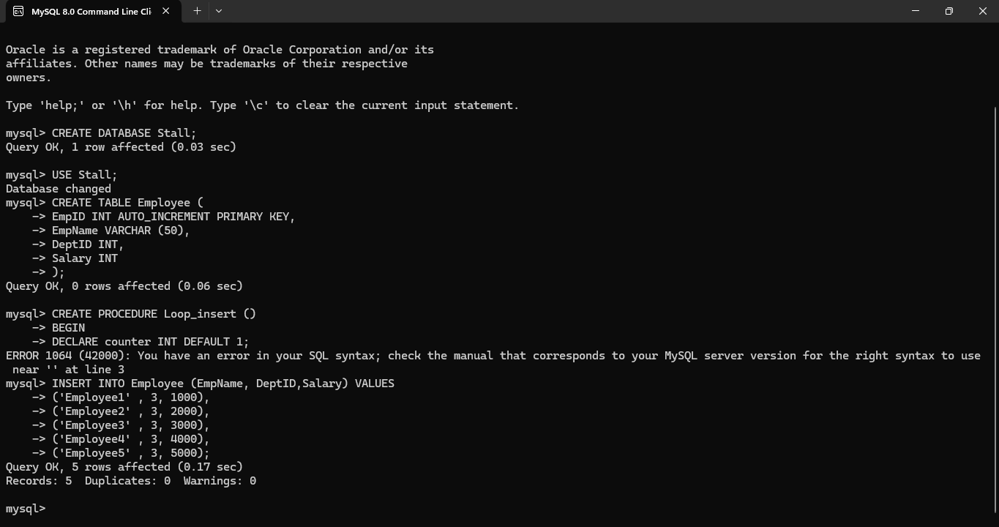 MySQL 8.0 Command Line Cli
Oracle is a registered trademark of Oracle Corporation and/or its
affiliates. Other names may be trademarks of their respective
owners.
Type 'help;' or '\h' for help. Type '\c' to clear the current input statement.
mysql> CREATE DATABASE Stall;
Query OK, 1 row affected (0.03 sec)
mysql> USE Stall;
Database changed
mysql> CREATE TABLE Employee (
    -> EmpID INT AUTO_INCREMENT PRIMARY KEY,
    -> EmpName VARCHAR (50),
    -> DeptID INT,
    -> Salary INT
    -> );
Query OK, 0 rows affected (0.06 sec)
mysql> CREATE PROCEDURE Loop_insert ()
    -> BEGIN
    -> DECLARE counter INT DEFAULT 1;
ERROR 1064 (42000): You have an error in your SQL syntax; check the manual that corresponds to your MySQL server version for the right syntax to use
 near '' at line 3
mysql> INSERT INTO Employee (EmpName, DeptID,Salary) VALUES
    -> ('Employee1' , 3, 1000),
    -> ('Employee2' , 3, 2000),
    -> ('Employee3' , 3, 3000),
    -> ('Employee4' , 3, 4000),
    -> ('Employee5' , 3, 5000);
Query OK, 5 rows affected (0.17 sec)
Records: 5  Duplicates: 0  Warnings: 0
mysql>